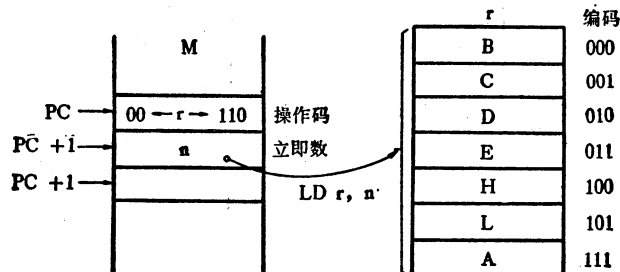 r 编码
M B 000
C 001
PC 00 ← r → 110 操作码 D 010
PC +1 n 立即数 E 011
PC +1 H 100
LD r, n
L 101
A 111